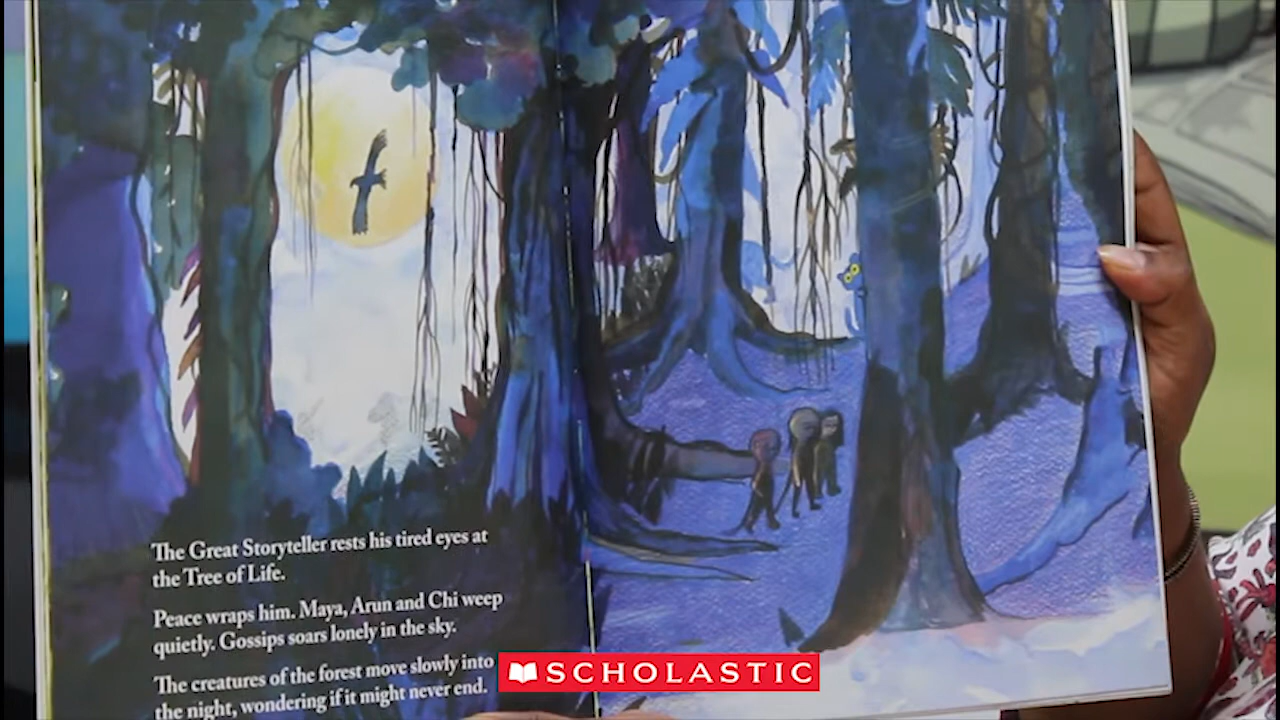 The Great Storyteller rests his tired eyes at
the Tree of Life.
Peace wraps him. Maya, Arun and Chi weep
quietly. Gossips soars lonely in the sky.
The creatures of the forest move slowly into
the night, wondering if it might never end.
SCHOLASTIC